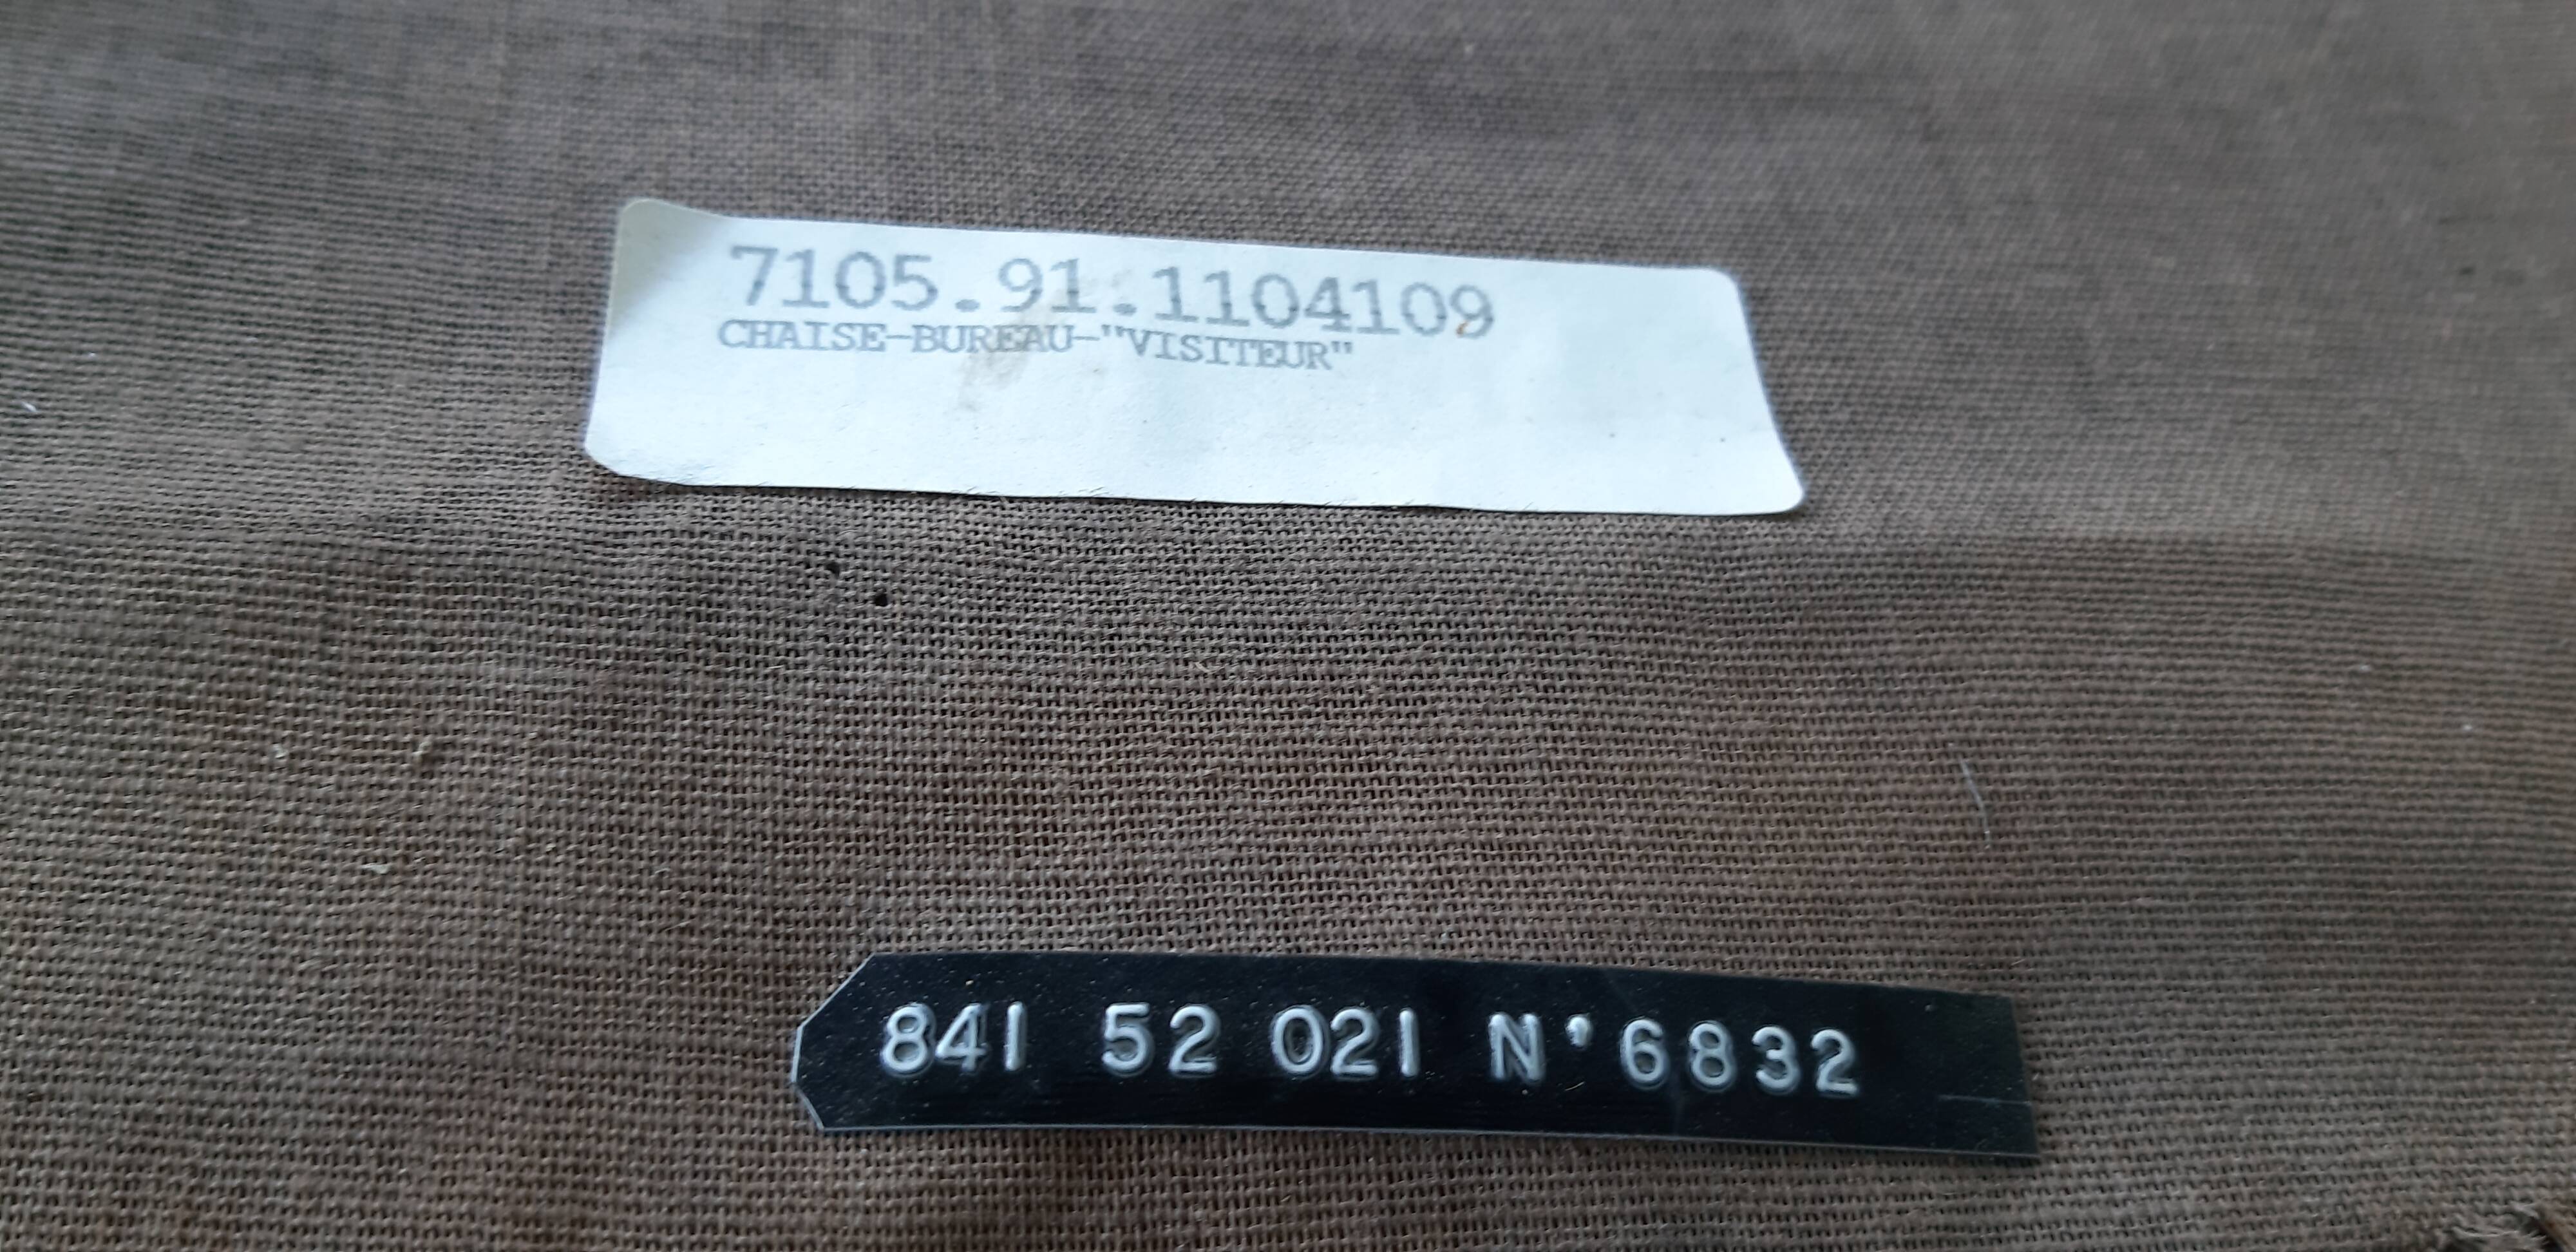 7105.91.1104109
CHAISE-BUREAU-"VISITEUR"
841 52 021 N'6832